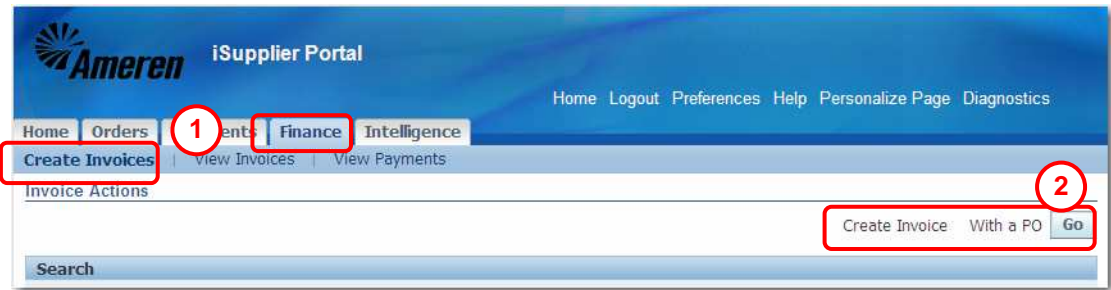 Ameren iSupplier Portal
Home Logout Preferences Help Personalize Page Diagnostics
Home Orders 1 ents Finance Intelligence
Create Invoices | View Invoices | View Payments
Invoice Actions
2
Create Invoice With a PO Go
Search